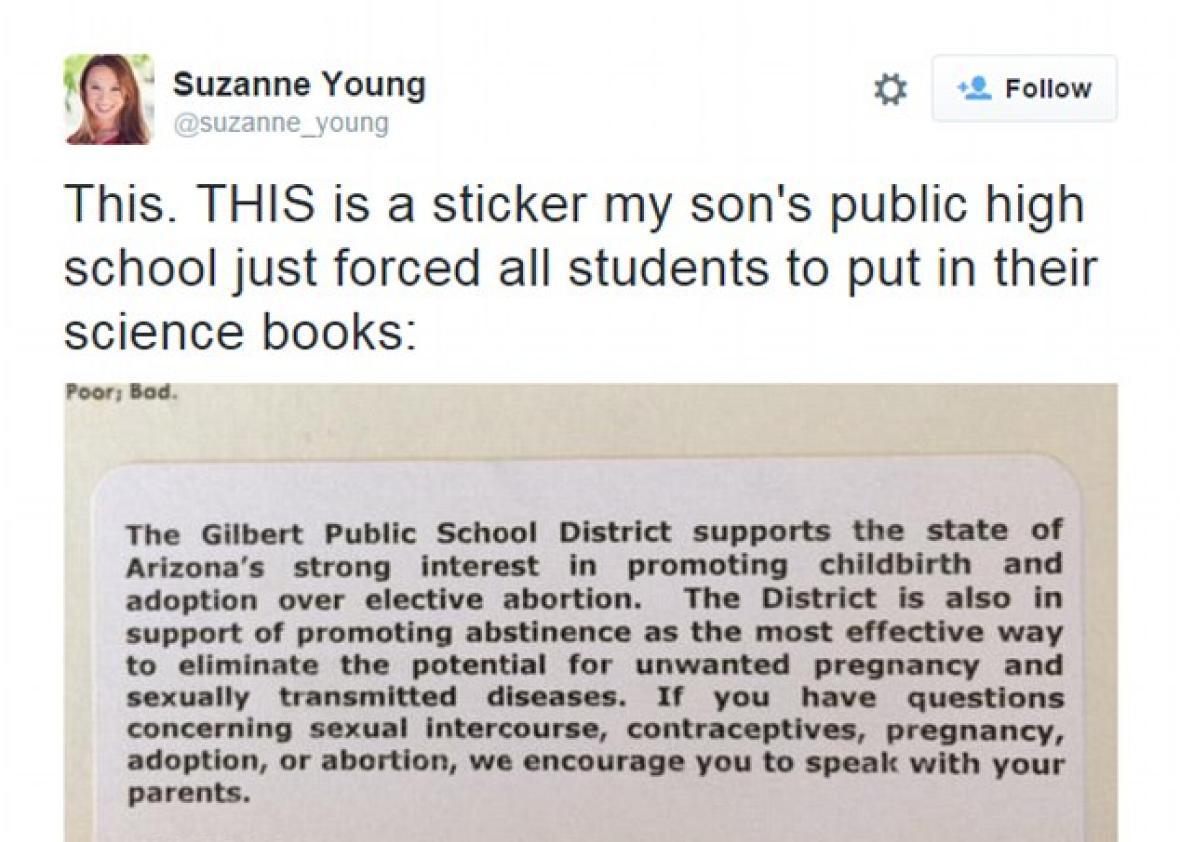 Suzanne Young
@suzanne_young
Follow
This. THIS is a sticker my son's public high
school just forced all students to put in their
science books:
Poor; Bad.
The Gilbert Public School District supports the state of
Arizona's strong interest in promoting childbirth and
adoption over elective abortion. The District is also in
support of promoting abstinence as the most effective way
to eliminate the potential for unwanted pregnancy and
sexually transmitted diseases. If you have questions
concerning sexual intercourse, contraceptives, pregnancy,
adoption, or abortion, we encourage you to speak with your
parents.